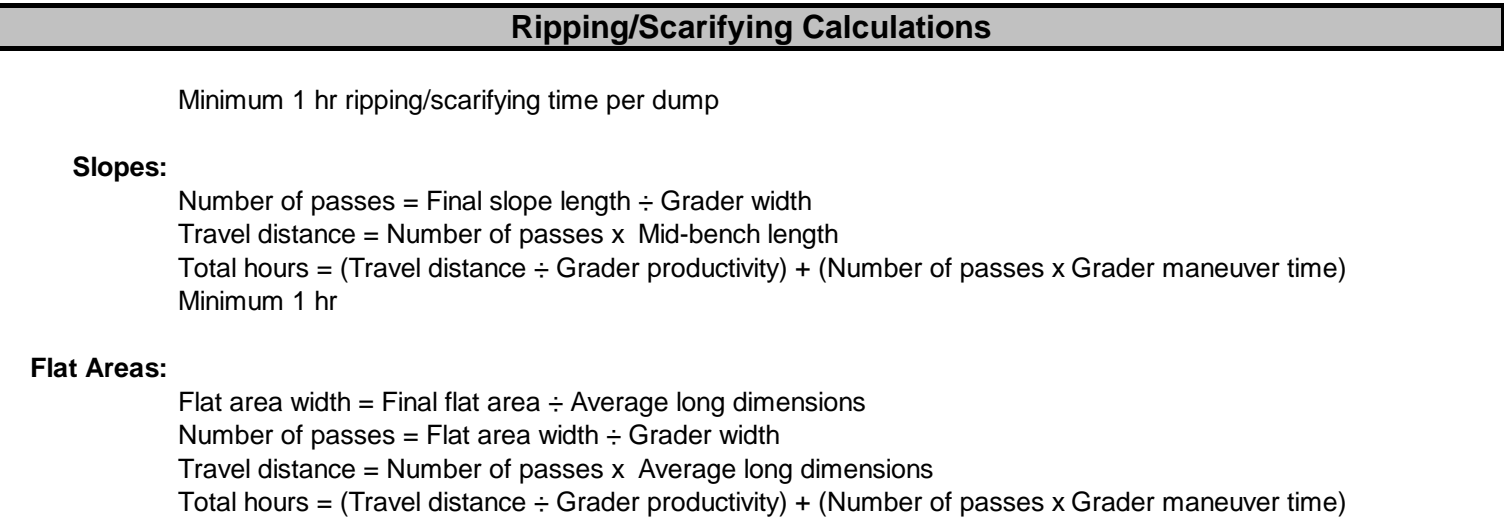 Ripping/Scarifying Calculations
Minimum 1 hr ripping/scarifying time per dump
Slopes:
Number of passes = Final slope length ÷ Grader width
Travel distance = Number of passes x Mid-bench length
Total hours = (Travel distance ÷ Grader productivity) + (Number of passes x Grader maneuver time)
Minimum 1 hr
Flat Areas:
Flat area width = Final flat area ÷ Average long dimensions
Number of passes = Flat area width ÷ Grader width
Travel distance = Number of passes x Average long dimensions
Total hours = (Travel distance ÷ Grader productivity) + (Number of passes x Grader maneuver time)